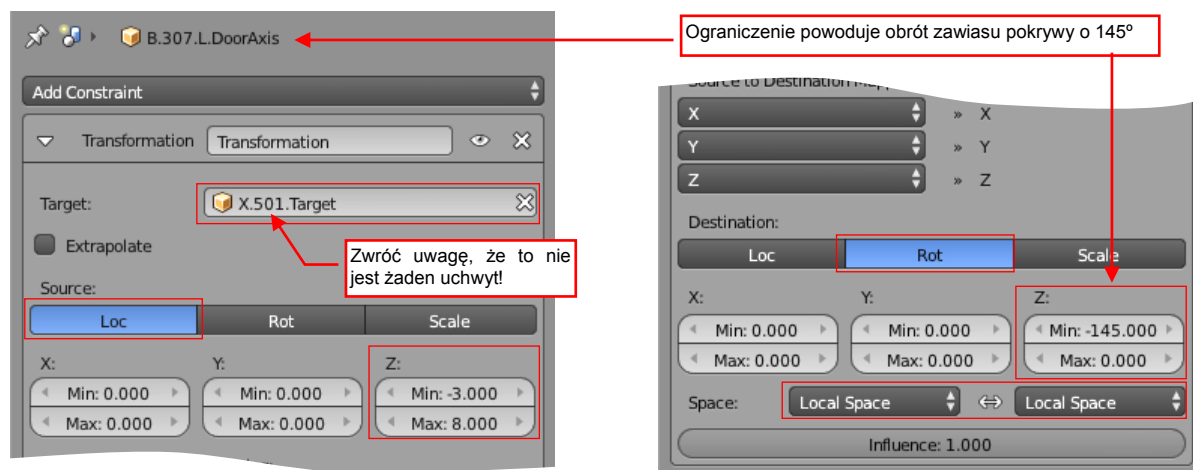 B.307.L.DoorAxis
Ograniczenie powoduje obrót zawiasu pokrywy o 145º
Add Constraint
Transformation Transformation
Target: X.501.Target
Extrapolate
Zwróć uwagę, że to nie
jest żaden uchwyt!
Source:
Loc Rot Scale
X: Y: Z:
Min: 0.000 Min: 0.000 Min: -3.000
Max: 0.000 Max: 0.000 Max: 8.000
Source to Destination
X » X
Y » Y
Z » Z
Destination:
Loc Rot Scale
X: Y: Z:
Min: 0.000 Min: 0.000 Min: -145.000
Max: 0.000 Max: 0.000 Max: 0.000
Space: Local Space Local Space
Influence: 1.000